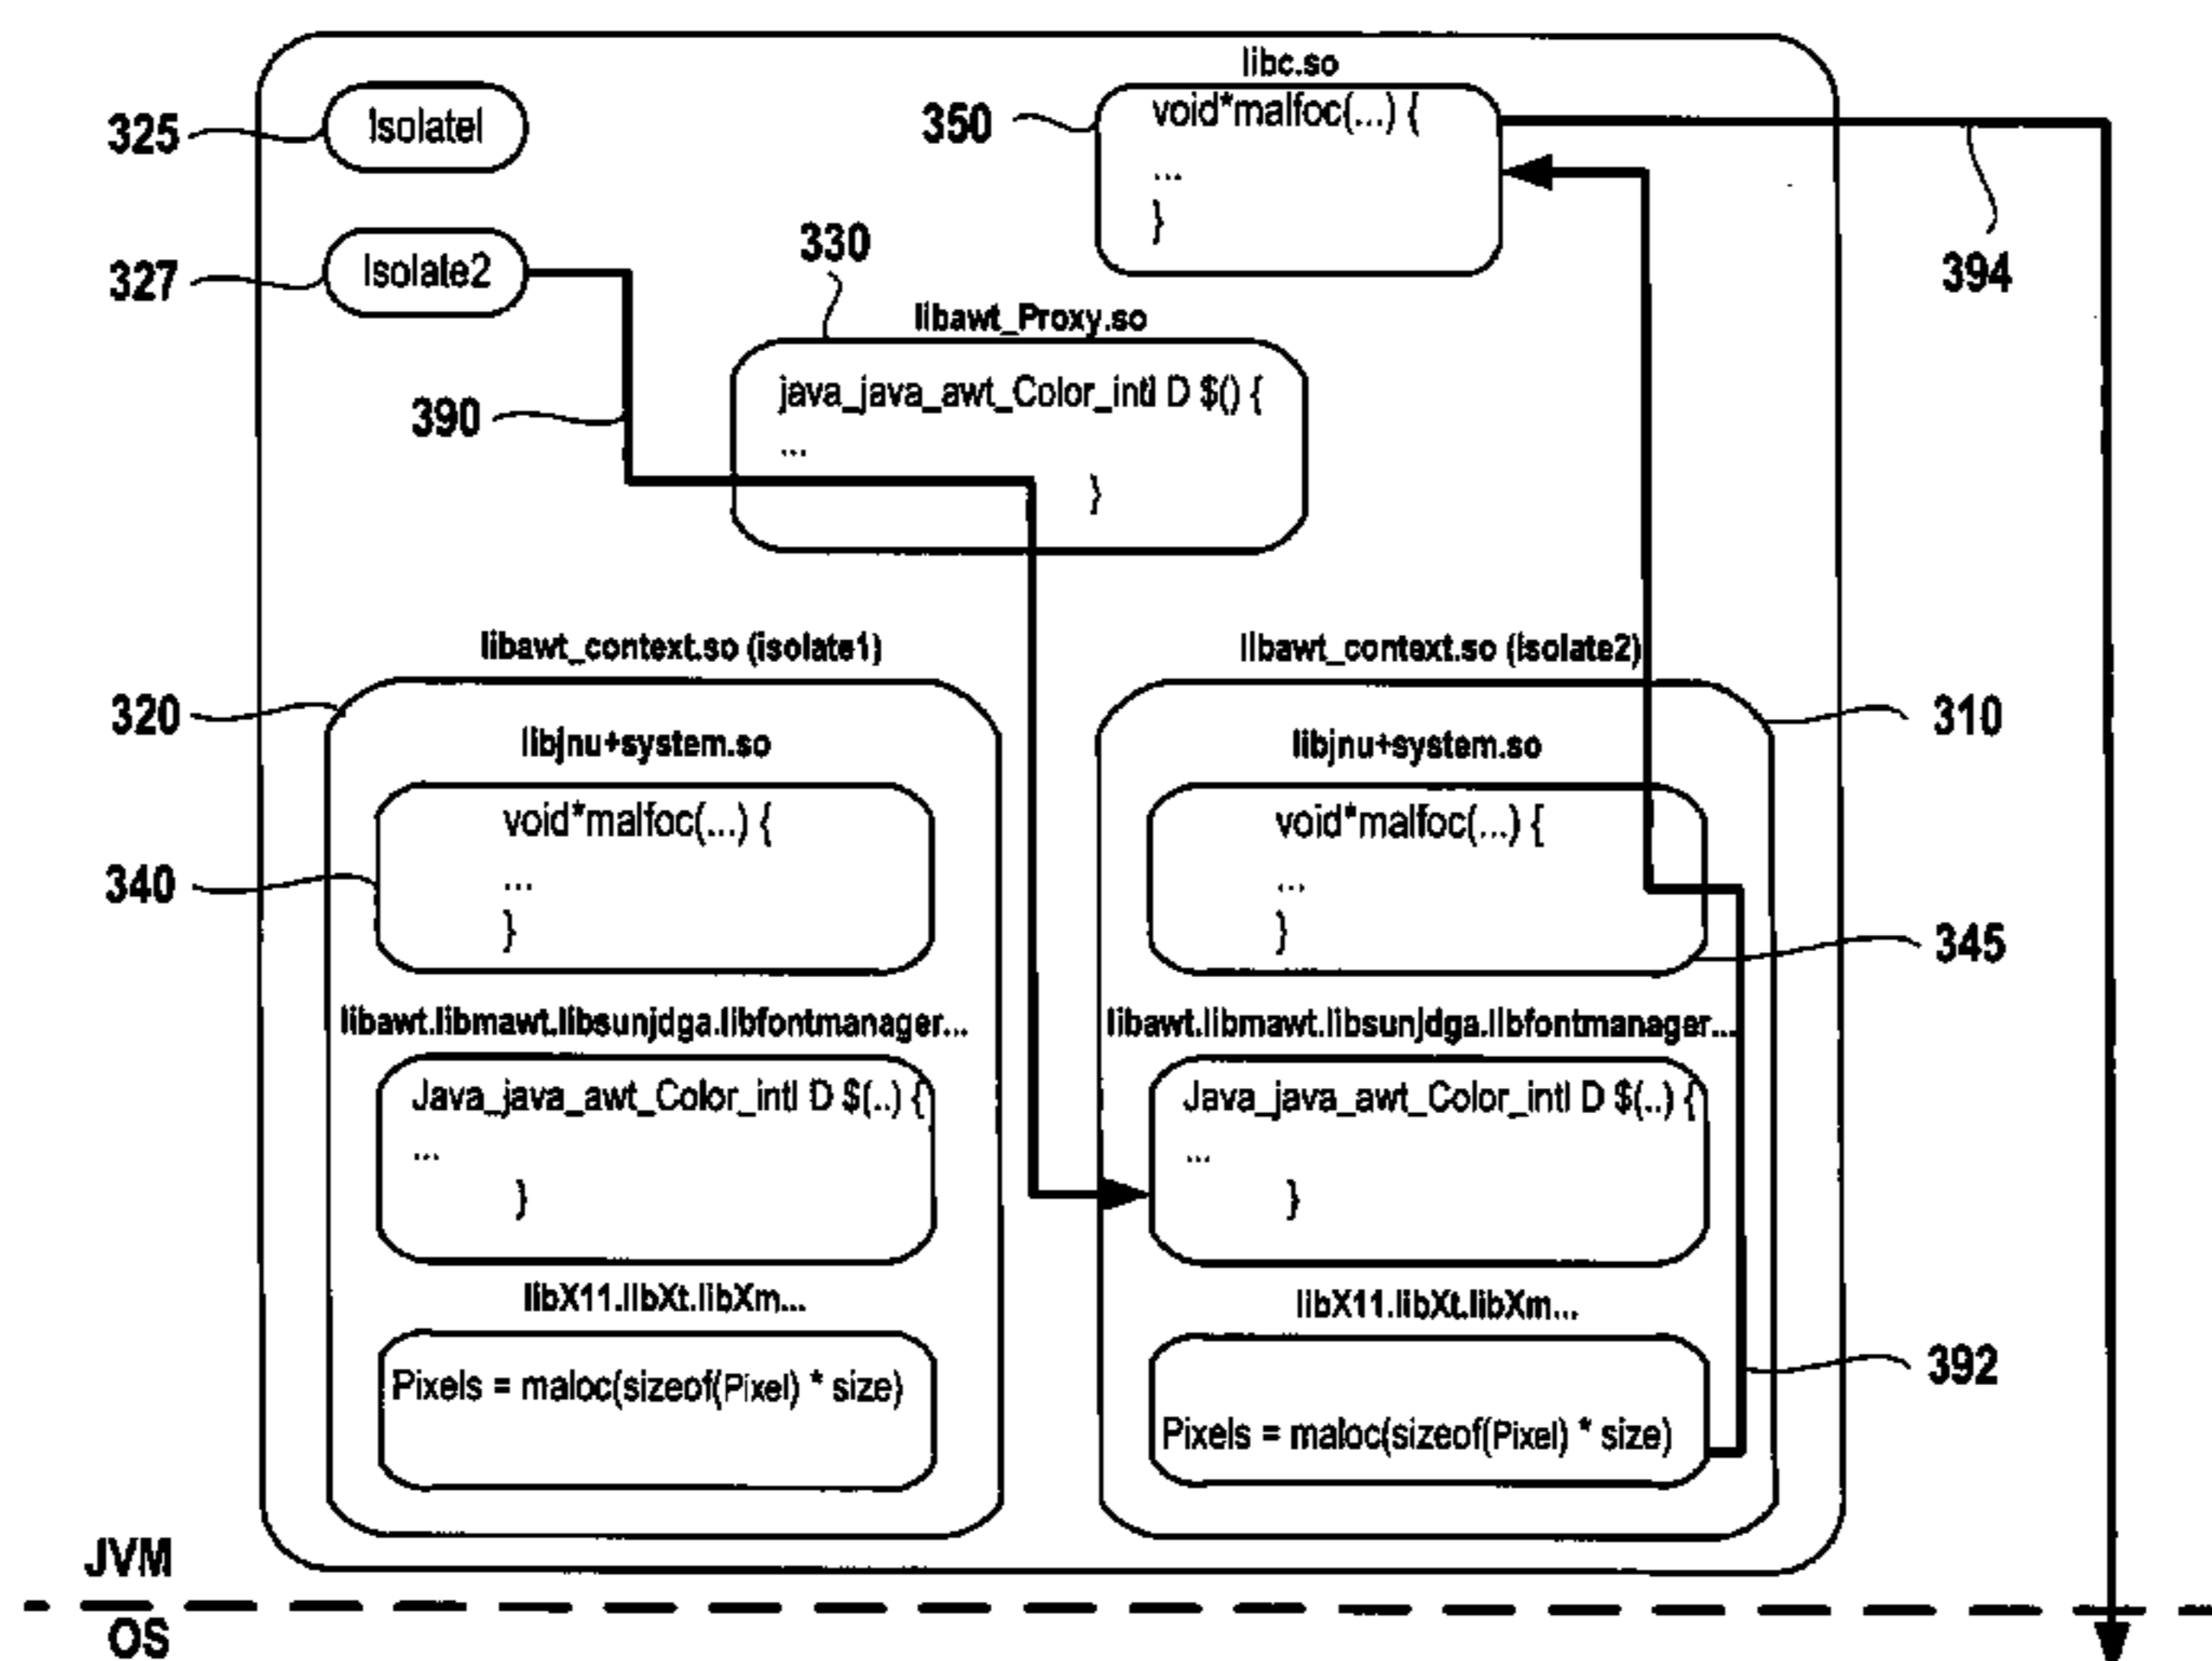 libc.so
325
IsolateI
350
void*malfoc(...) {
...
}
394
327
Isolate2
330
libawt_Proxy.so
java_java_awt_Color_intl D $() {
...
}
390
libawt_context.so (isolate1)
libawt_context.so (isolate2)
320
310
libjnu+system.so
void*malfoc(...) {
...
}
340
libjnu+system.so
void*malfoc(...) {
...
}
345
libawt.libmawt.libsunjdga.libfontmanager...
Java_java_awt_Color_intl D $(..) {
...
}
libawt.libmawt.libsunjdga.libfontmanager...
Java_java_awt_Color_intl D $(..) {
...
}
libX11.libXt.libXm...
Pixels = maloc(sizeof(Pixel) * size)
libX11.libXt.libXm...
Pixels = maloc(sizeof(Pixel) * size)
392
JVM
OS